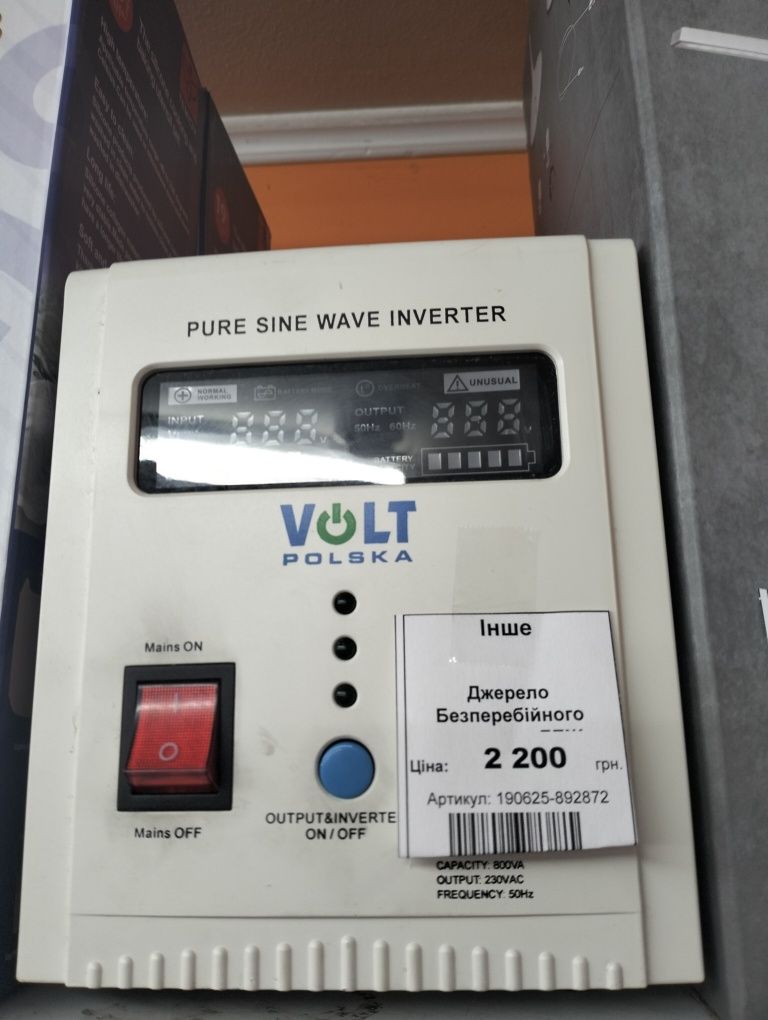 PURE SINE WAVE INVERTER
NORMAL
WORKING
BATTERY MODE
OVERHEAT
UNUSUAL
INPUT
OUTPUT
50Hz 60Hz
V
BATTERY
VOLT
POLSKA
Mains ON
Mains OFF
OUTPUT&INVERTE
ON / OFF
Інше
Джерело
Безперебійного
Ціна: 2 200 грн.
Артикул: 190625-892872
CAPACITY: 800VA
OUTPUT: 230VAC
FREQUENCY: 50Hz